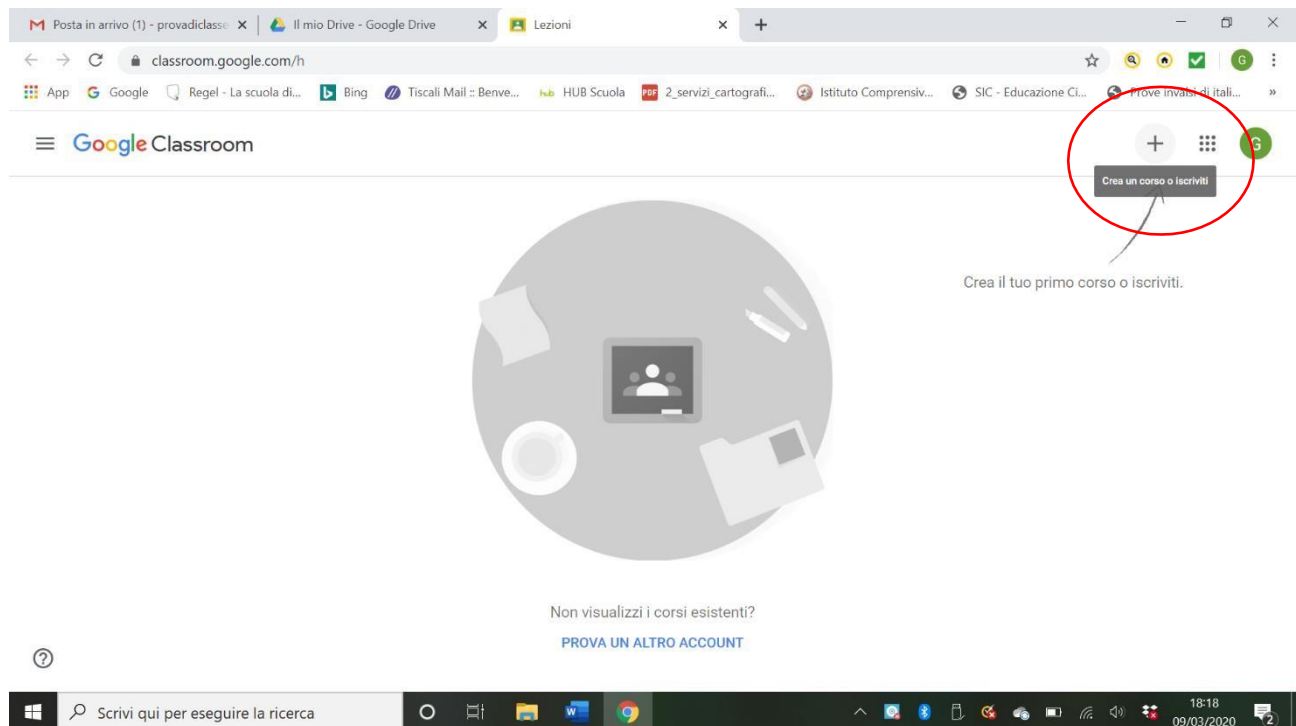 Posta in arrivo (1) - provadiclasse
Il mio Drive - Google Drive
Lezioni
classroom.google.com/h
G
App
Google
Regel - La scuola di...
Bing
Tiscali Mail :: Benve...
hub
HUB Scuola
PDF
2_servizi_cartografi...
Istituto Comprensiv...
SIC - Educazione Ci...
Prove invalsi di itali...
»
Google Classroom
G
Crea un corso o iscriviti
Crea il tuo primo corso o iscriviti.
Non visualizzi i corsi esistenti?
PROVA UN ALTRO ACCOUNT
Scrivi qui per eseguire la ricerca
18:18
09/03/2020
2